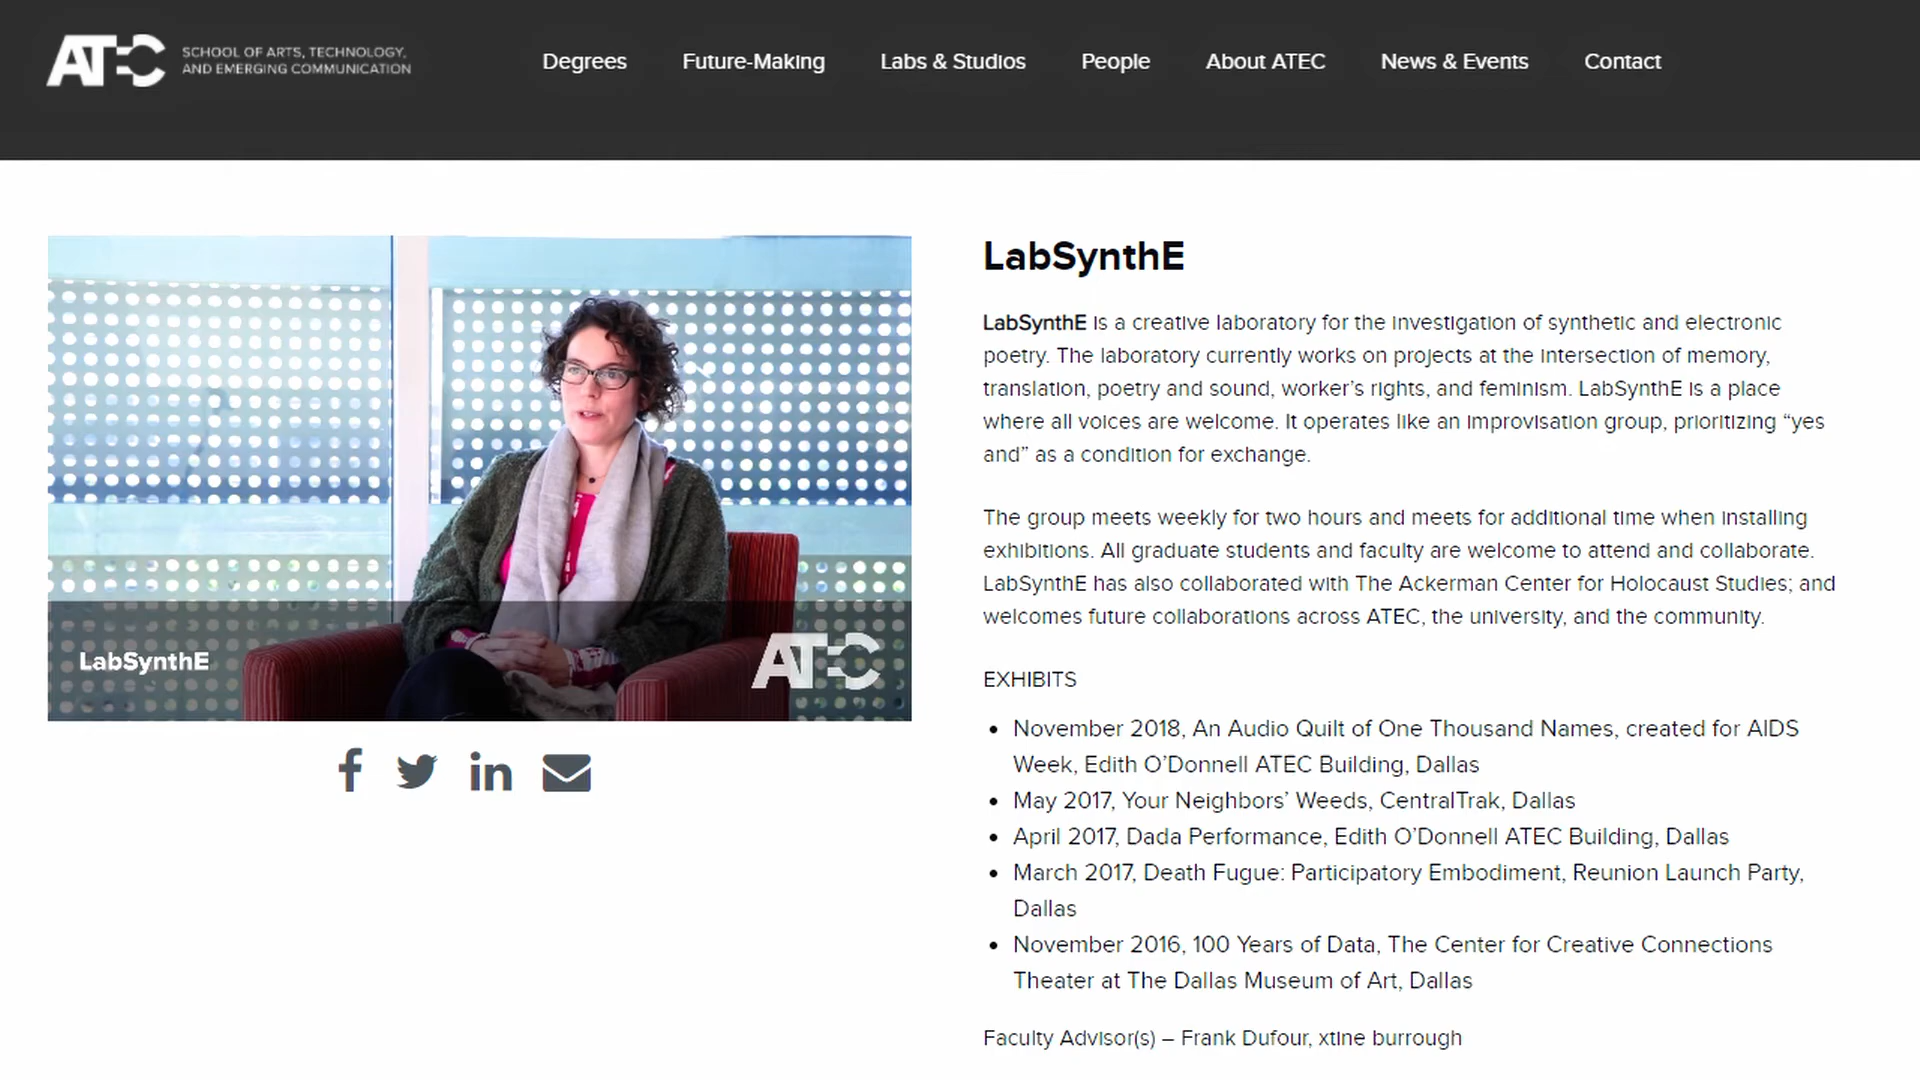 ATEC
SCHOOL OF ARTS, TECHNOLOGY,
AND EMERGING COMMUNICATION
Degrees
Future-Making
Labs & Studios
People
About ATEC
News & Events
Contact
LabSynthE
ATEC
LabSynthE
LabSynthE is a creative laboratory for the investigation of synthetic and electronic
poetry. The laboratory currently works on projects at the intersection of memory,
translation, poetry and sound, worker’s rights, and feminism. LabSynthE is a place
where all voices are welcome. It operates like an improvisation group, prioritizing “yes
and” as a condition for exchange.
The group meets weekly for two hours and meets for additional time when installing
exhibitions. All graduate students and faculty are welcome to attend and collaborate.
LabSynthE has also collaborated with The Ackerman Center for Holocaust Studies; and
welcomes future collaborations across ATEC, the university, and the community.
EXHIBITS
• November 2018, An Audio Quilt of One Thousand Names, created for AIDS
Week, Edith O’Donnell ATEC Building, Dallas
• May 2017, Your Neighbors’ Weeds, CentralTrak, Dallas
• April 2017, Dada Performance, Edith O’Donnell ATEC Building, Dallas
• March 2017, Death Fugue: Participatory Embodiment, Reunion Launch Party,
Dallas
• November 2016, 100 Years of Data, The Center for Creative Connections
Theater at The Dallas Museum of Art, Dallas
Faculty Advisor(s) – Frank Dufour, xtine burrough